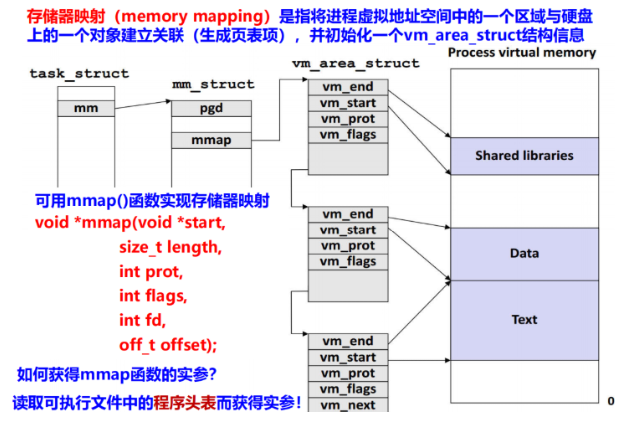 存储器映射（memory mapping）是指将进程虚拟地址空间中的一个区域与硬盘
上的一个对象建立关联（生成页表项），并初始化一个vm_area_struct结构信息
Process virtual memory
vm_area_struct
task_struct
mm_struct
mm
pgd
mmap
vm_end
vm_start
vm_prot
vm_flags
Shared libraries
可用mmap()函数实现存储器映射
void *mmap(void *start,
size_t length,
int prot,
int flags,
int fd,
off_t offset);
vm_end
vm_start
vm_prot
vm_flags
Data
Text
vm_end
vm_start
vm_prot
vm_flags
vm_next
0
如何获得mmap函数的实参？
读取可执行文件中的程序头表而获得实参！